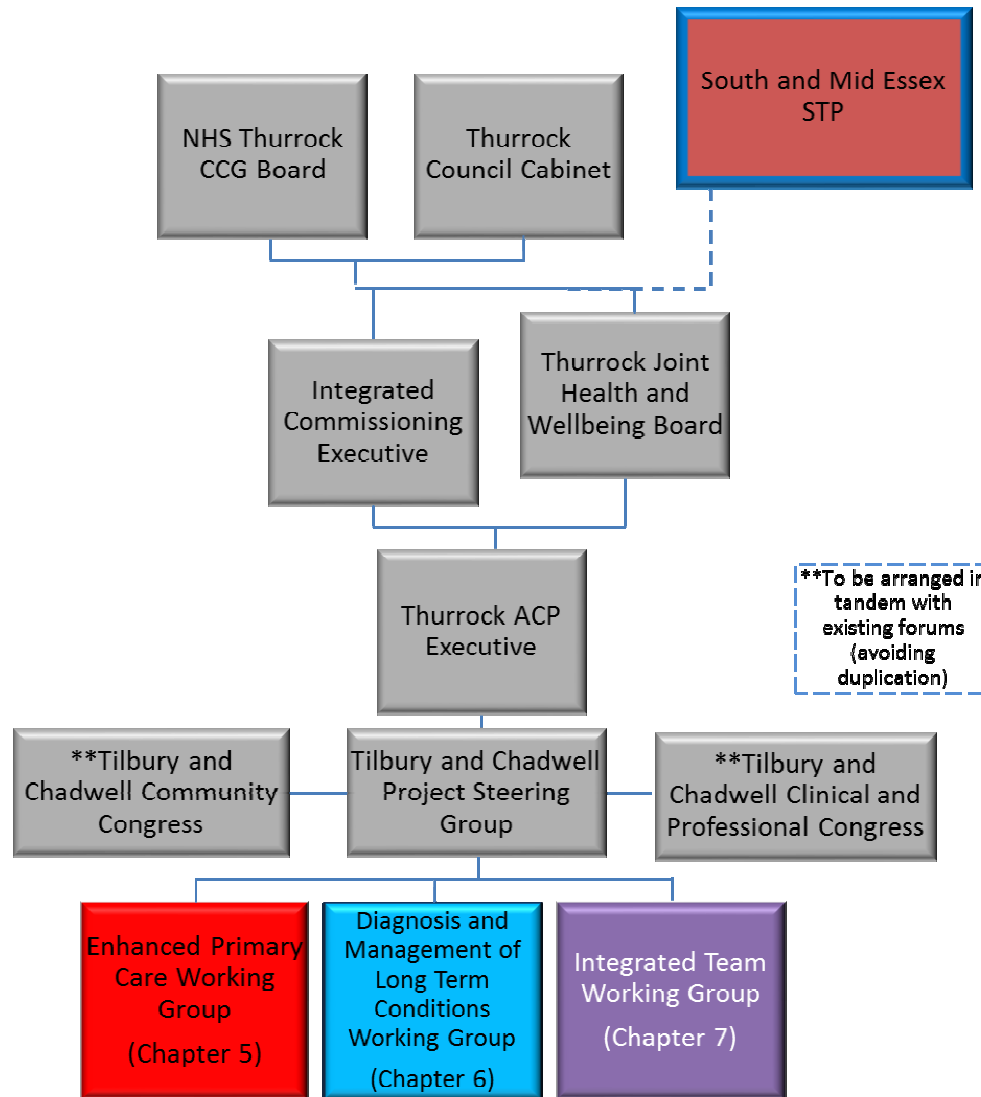 South and Mid Essex
STP
NHS Thurrock
CCG Board
Thurrock
Council Cabinet
Integrated
Commissioning
Executive
Thurrock Joint
Health and
Wellbeing Board
Thurrock ACP
Executive
**To be arranged in
tandem with
existing forums
(avoiding
duplication)
**Tilbury and
Chadwell Community
Congress
Tilbury and Chadwell
Project Steering
Group
**Tilbury and
Chadwell Clinical and
Professional Congress
Enhanced Primary
Care Working
Group
(Chapter 5)
Diagnosis and
Management of
Long Term
Conditions
Working Group
(Chapter 6)
Integrated Team
Working Group
(Chapter 7)